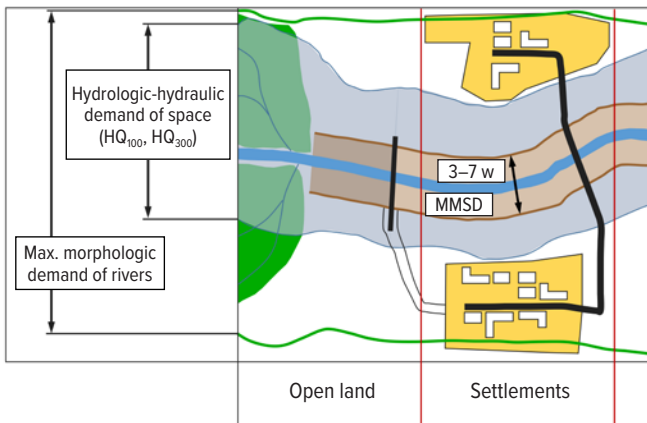 Hydrologic-hydraulic
demand of space
(HQ₁₀₀, HQ₃₀₀)
Max. morphologic
demand of rivers
3–7 w
MMSD
Open land
Settlements